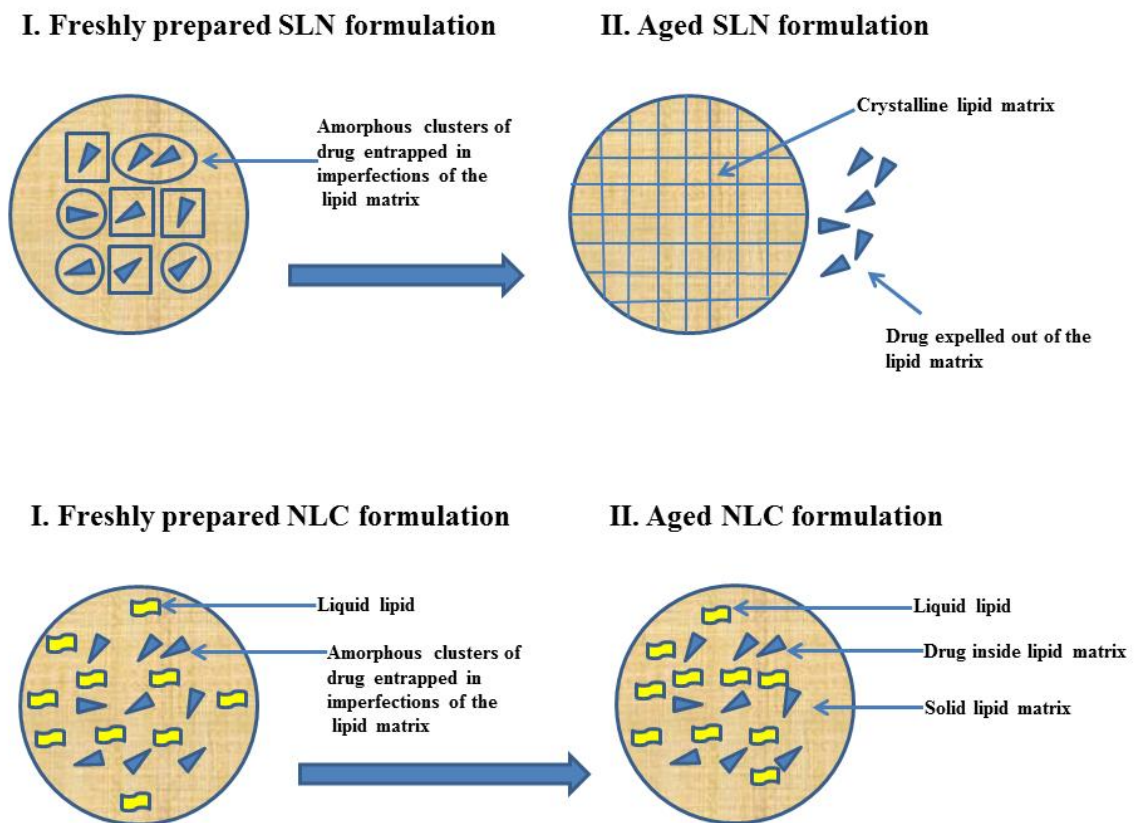 I. Freshly prepared SLN formulation
II. Aged SLN formulation
Amorphous clusters of
drug entrapped in
imperfections of the
lipid matrix
Crystalline lipid matrix
Drug expelled out of the
lipid matrix
I. Freshly prepared NLC formulation
II. Aged NLC formulation
Liquid lipid
Amorphous clusters of
drug entrapped in
imperfections of the
lipid matrix
Liquid lipid
Drug inside lipid matrix
Solid lipid matrix